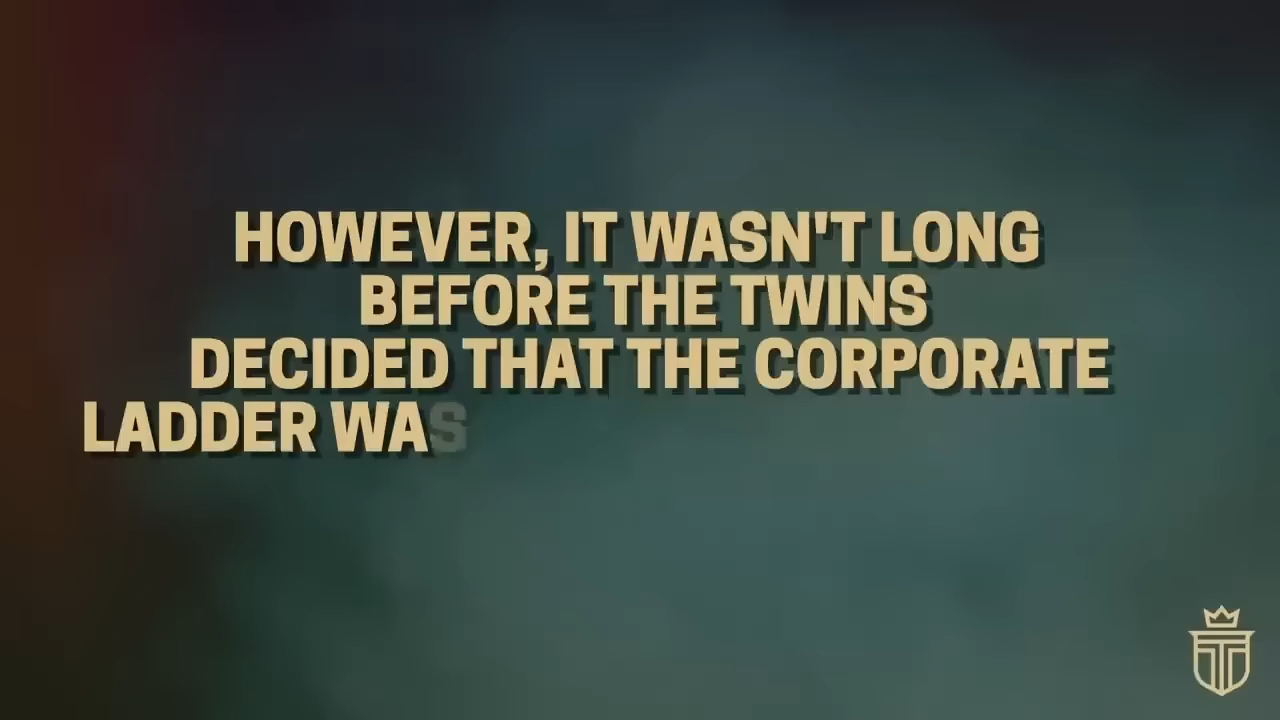 HOWEVER, IT WASN'T LONG
BEFORE THE TWINS
DECIDED THAT THE CORPORATE
LADDER WAS